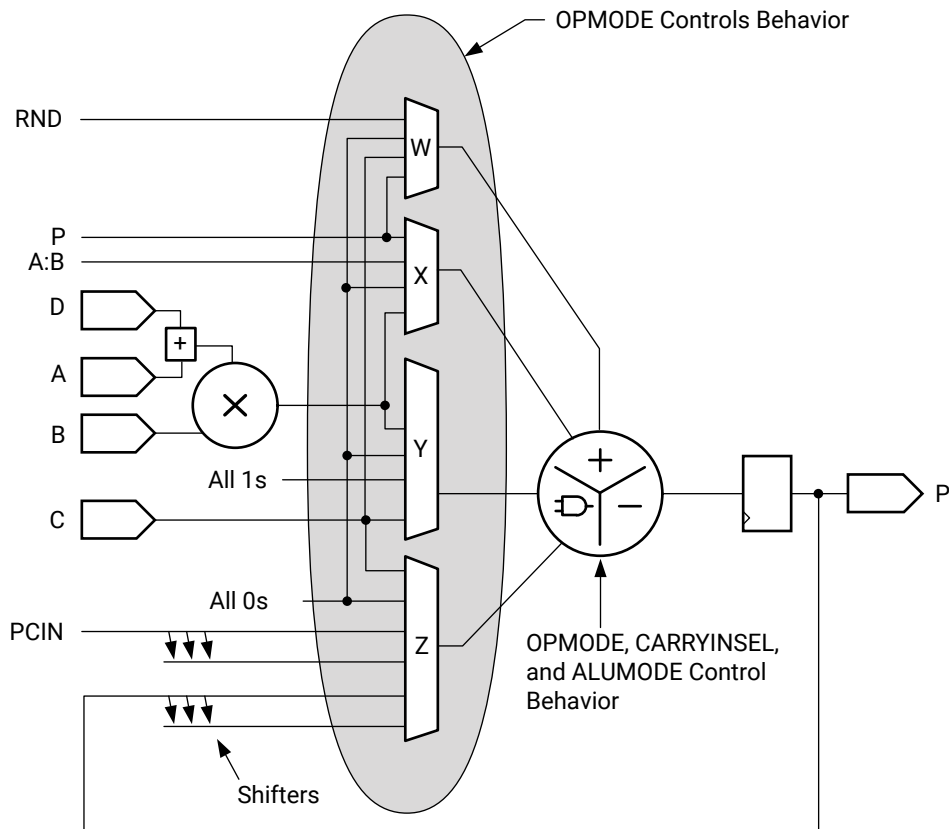 OPMODE Controls Behavior
RND
W
P
A:B
X
D
+
A
B
×
Y
All 1s
C
+
−
P
All 0s
PCIN
Z
OPMODE, CARRYINSEL,
and ALUMODE Control
Behavior
Shifters